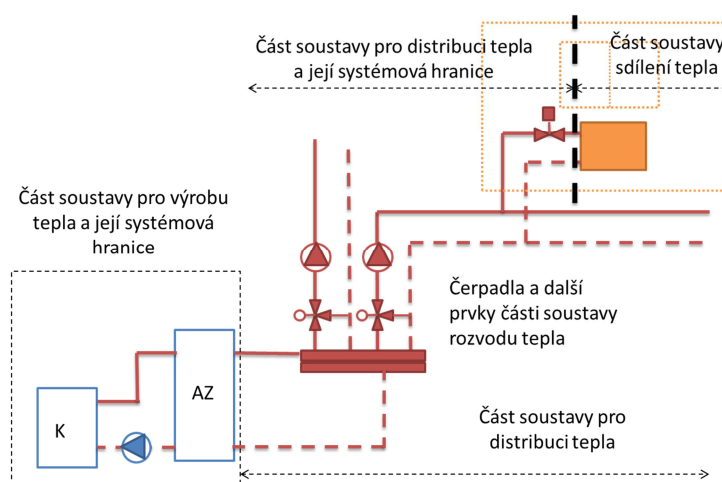 Část soustavy pro distribuci tepla
a její systémová hranice
Část soustavy
sdílení tepla
Část soustavy pro výrobu
tepla a její systémová
hranice
Čerpadla a další
prvky části soustavy
rozvodu tepla
AZ
K
Část soustavy pro
distribuci tepla